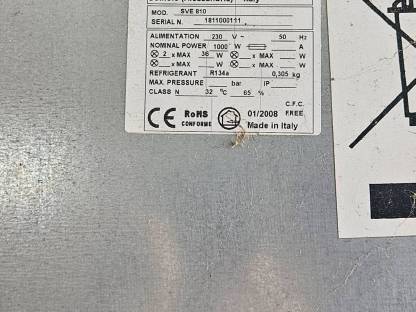 Italy
MOD. SVE 810
SERIAL N. 1811000111
ALIMENTATION 230 V ~ 50 Hz
NOMINAL POWER 1000 W A
2 x MAX 36 W x MAX W
x MAX W x MAX W
REFRIGERANT R134a 0,305 kg
MAX. PRESSURE bar IP
CLASS N 32 °C 65 %
CE RoHS CONFORME 01/2008 C.F.C. FREE
Made in Italy